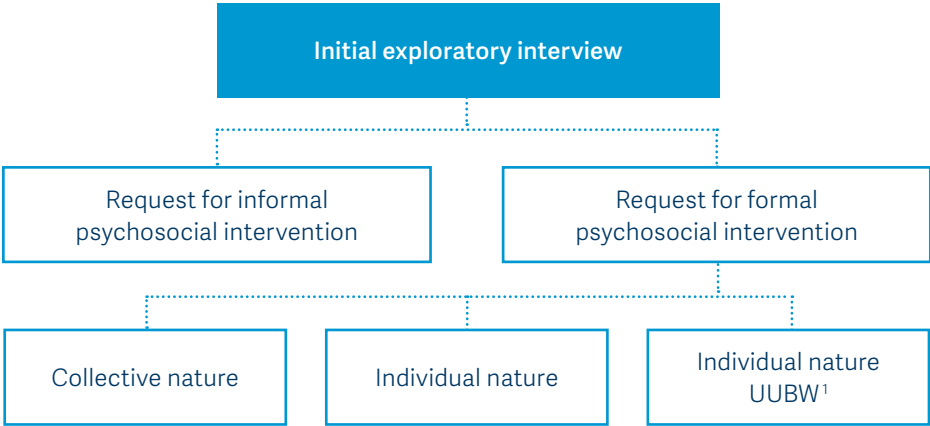 Initial exploratory interview
Request for informal
psychosocial intervention
Request for formal
psychosocial intervention
Collective nature
Individual nature
Individual nature
UUBW¹